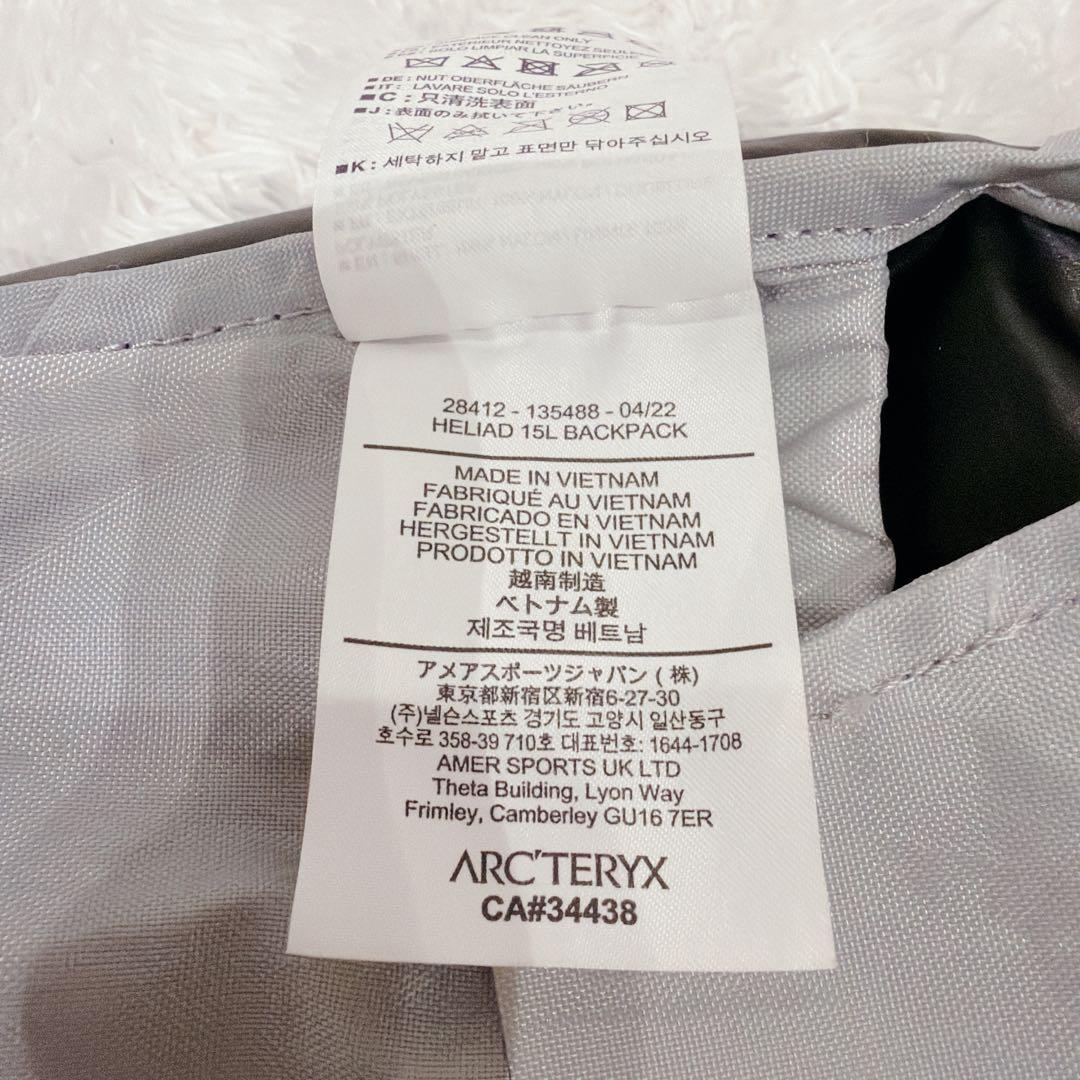 CLEAN ONLY
EXTERIEUR NETTOYEZ SEULE
SOLO LIMPIAR LA SUPERFICIE
■DE: NUT OBERFLÄCHE SÄUBERN
■IT: LAVARE SOLO L'ESTERNO
■C: 只清洗表面
■J: 表面のみ拭いて下さい。
■K: 세탁하지 말고 표면만 닦아주십시오
28412 - 135488 - 04/22
HELIAD 15L BACKPACK
MADE IN VIETNAM
FABRIQUÉ AU VIETNAM
FABRICADO EN VIETNAM
HERGESTELLT IN VIETNAM
PRODOTTO IN VIETNAM
越南制造
ベトナム製
제조국명 베트남
アメアスポーツジャパン ( 株)
東京都新宿区新宿6-27-30
(주)넬슨스포츠 경기도 고양시 일산동구
호수로 358-39 710호 대표번호: 1644-1708
AMER SPORTS UK LTD
Theta Building, Lyon Way
Frimley, Camberley GU16 7ER
ARC'TERYX
CA#34438